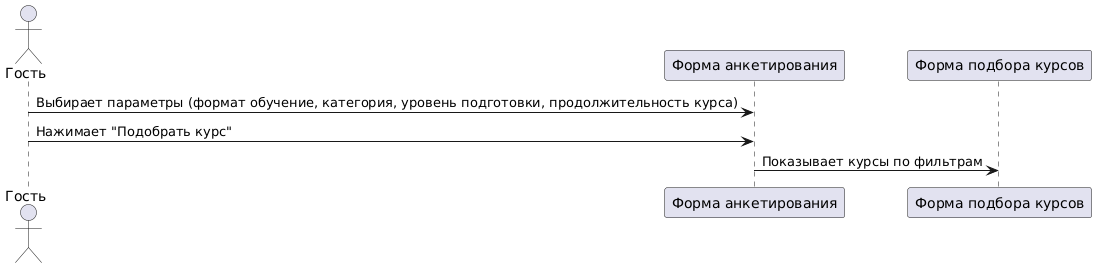 Гость
Форма анкетирования
Форма подбора курсов
Выбирает параметры (формат обучение, категория, уровень подготовки, продолжительность курса)
Нажимает "Подобрать курс"
Показывает курсы по фильтрам
Гость
Форма анкетирования
Форма подбора курсов